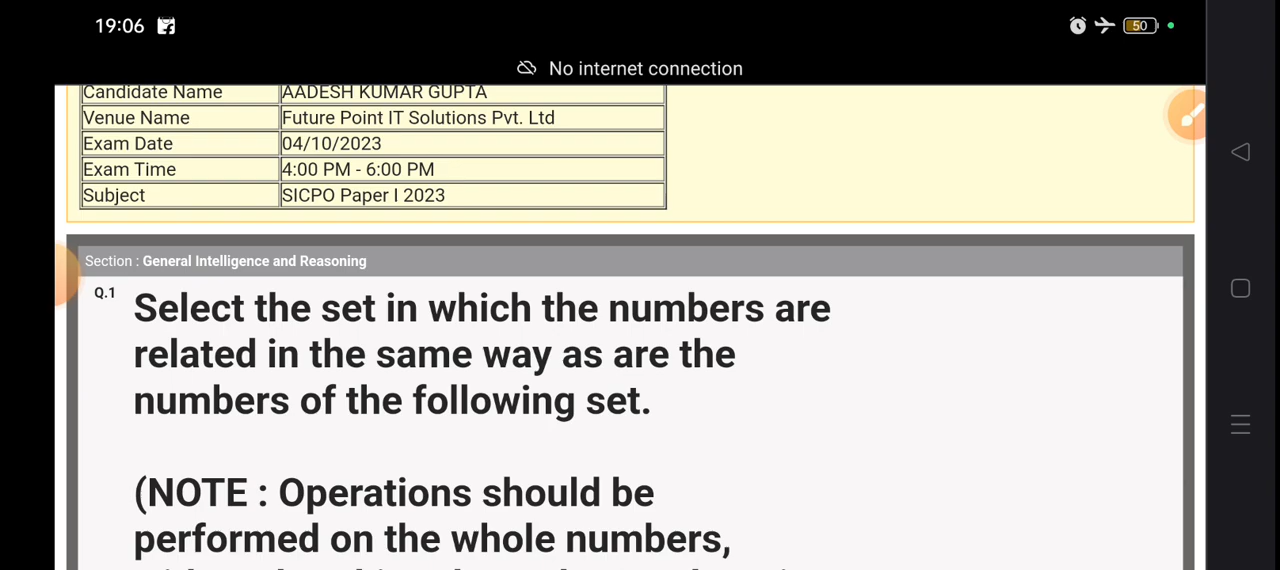 19:06
50
No internet connection
Candidate Name AADESH KUMAR GUPTA
Venue Name Future Point IT Solutions Pvt. Ltd
Exam Date 04/10/2023
Exam Time 4:00 PM - 6:00 PM
Subject SICPO Paper I 2023
Section : General Intelligence and Reasoning
Q.1 Select the set in which the numbers are
related in the same way as are the
numbers of the following set.
(NOTE : Operations should be
performed on the whole numbers,